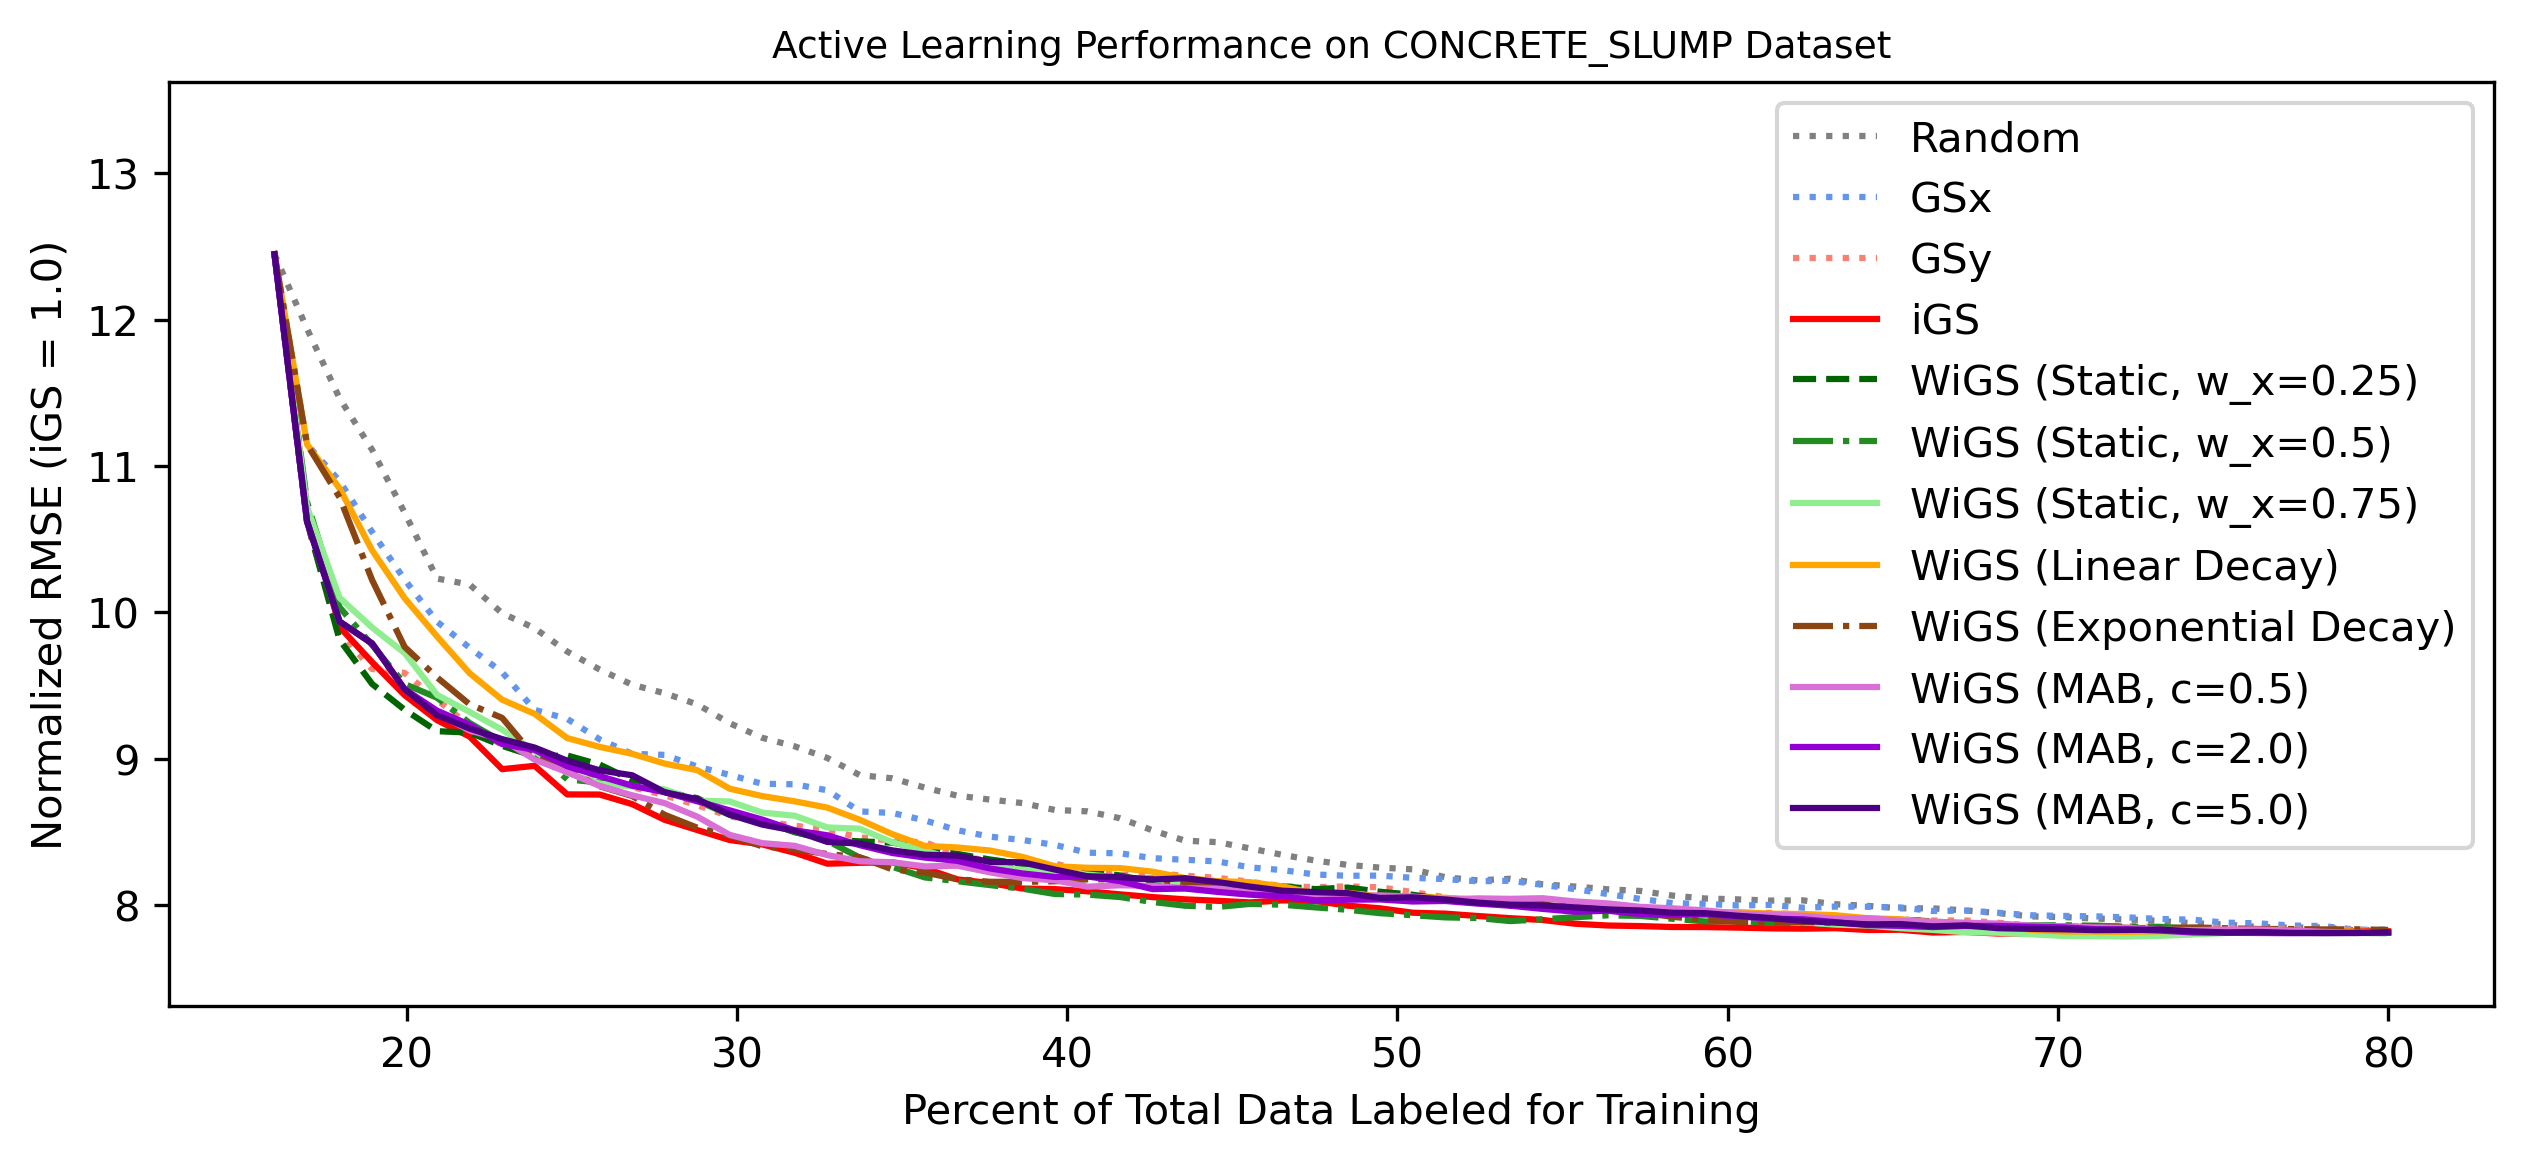 Active Learning Performance on CONCRETE_SLUMP Dataset
Normalized RMSE (iGS = 1.0)
13
12
11
10
9
8
Random
GSx
GSy
iGS
WiGS (Static, w_x=0.25)
WiGS (Static, w_x=0.5)
WiGS (Static, w_x=0.75)
WiGS (Linear Decay)
WiGS (Exponential Decay)
WiGS (MAB, c=0.5)
WiGS (MAB, c=2.0)
WiGS (MAB, c=5.0)
20 30 40 50 60 70 80
Percent of Total Data Labeled for Training